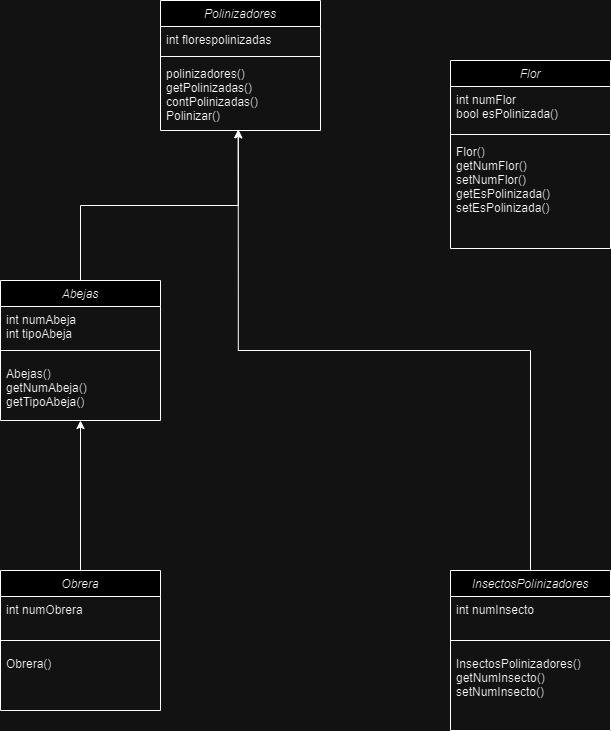 Polinizadores
int florespolinizadas
polinizadores()
getPolinizadas()
contPolinizadas()
Polinizar()
Flor
int numFlor
bool esPolinizada()
Flor()
getNumFlor()
setNumFlor()
getEsPolinizada()
setEsPolinizada()
Abejas
int numAbeja
int tipoAbeja
Abejas()
getNumAbeja()
getTipoAbeja()
Obrera
int numObrera
Obrera()
InsectosPolinizadores
int numInsecto
InsectosPolinizadores()
getNumInsecto()
setNumInsecto()